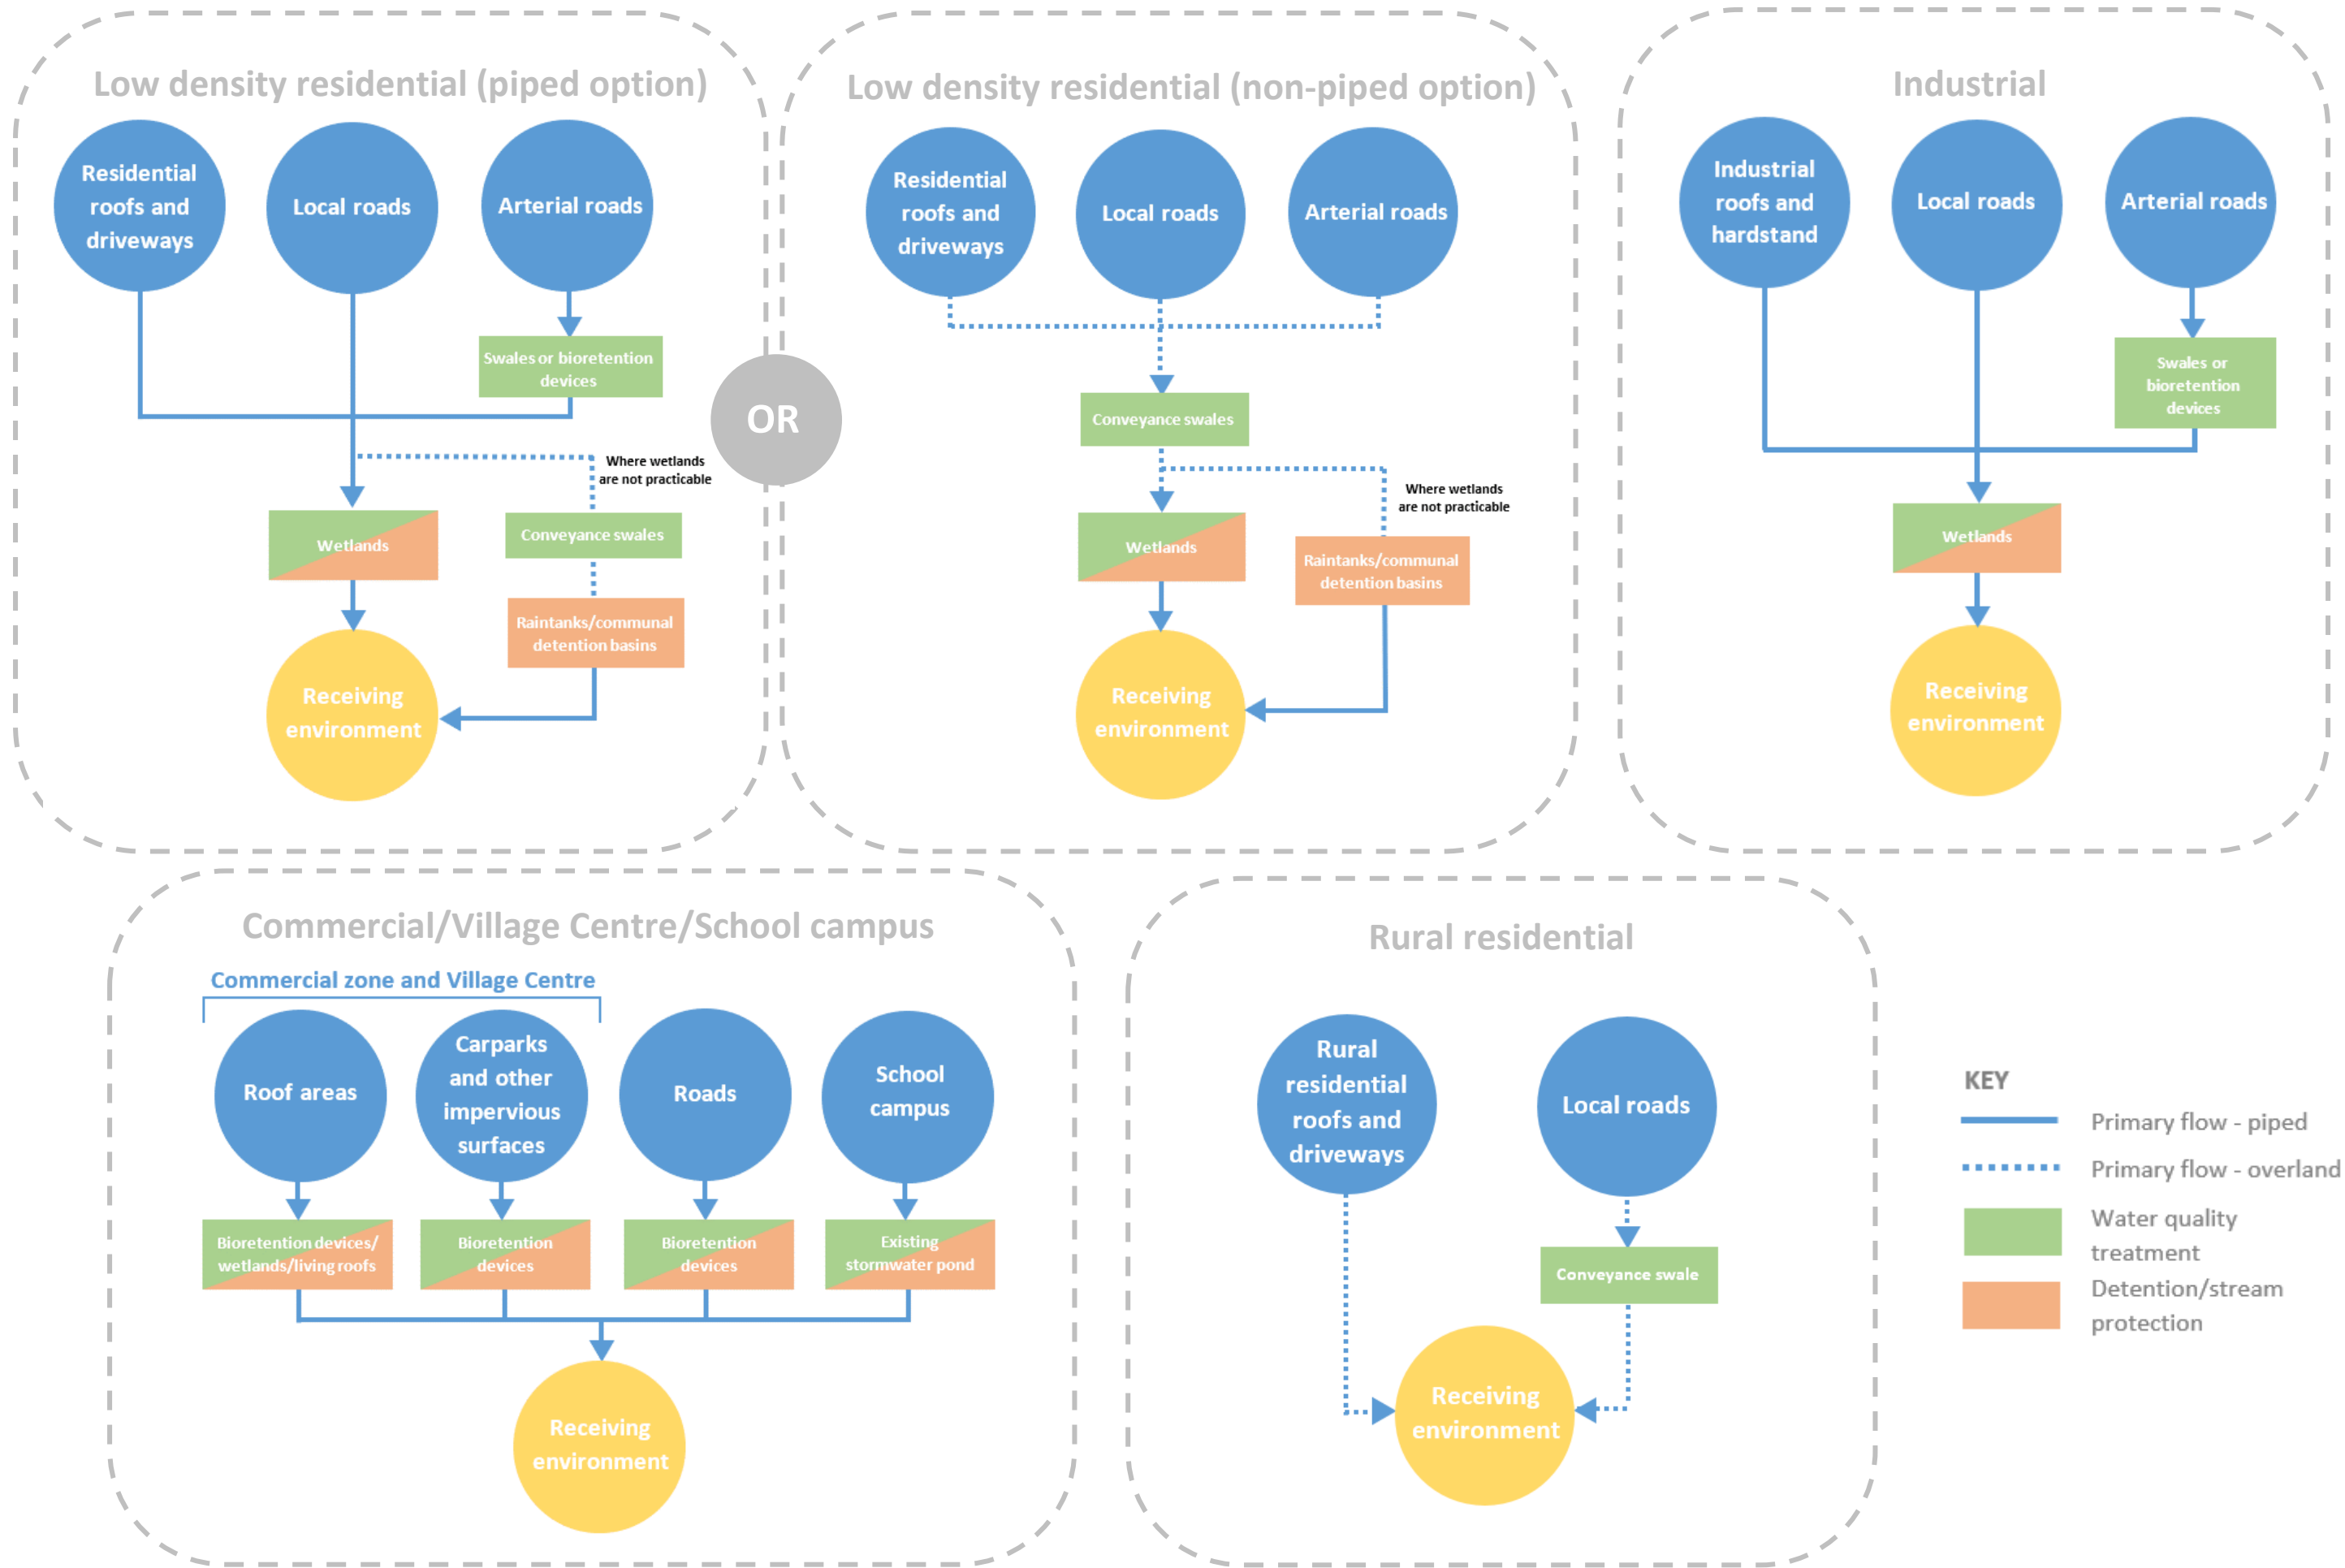 Low density residential (piped option)
Residential
roofs and
driveways
Local roads
Arterial roads
Swales or bioretention
devices
Where wetlands
are not practicable
Wetlands
Conveyance swales
Raintanks/communal
detention basins
Receiving
environment
OR
Low density residential (non-piped option)
Residential
roofs and
driveways
Local roads
Arterial roads
Conveyance swales
Where wetlands
are not practicable
Wetlands
Raintanks/communal
detention basins
Receiving
environment
Industrial
Industrial
roofs and
hardstand
Local roads
Arterial roads
Swales or
bioretention
devices
Wetlands
Receiving
environment
Commercial/Village Centre/School campus
Commercial zone and Village Centre
Roof areas
Carparks
and other
impervious
surfaces
Roads
School
campus
Bioretention devices/
wetlands/living roofs
Bioretention
devices
Bioretention
devices
Existing
stormwater pond
Receiving
environment
Rural residential
Rural
residential
roofs and
driveways
Local roads
Conveyance swale
Receiving
environment
KEY
Primary flow - piped
Primary flow - overland
Water quality
treatment
Detention/stream
protection